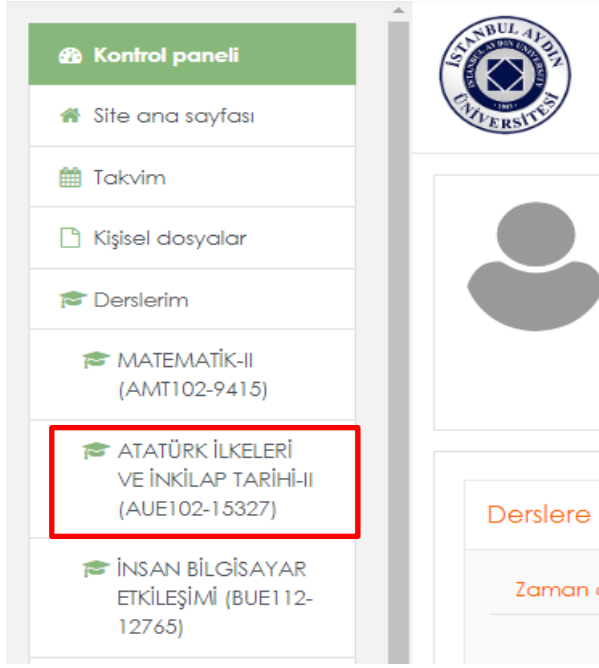 Kontrol paneli
Site ana sayfası
Takvim
Kişisel dosyalar
Derslerim
MATEMATİK-II
(AMT102-9415)
ATATÜRK İLKELERİ
VE İNKİLAP TARİHİ-II
(AUE102-15327)
İNSAN BİLGİSAYAR
ETKİLEŞİMİ (BUE112-
12765)
İSTANBUL AYDIN
ÜNİVERSİTESİ
Derslere
Zaman